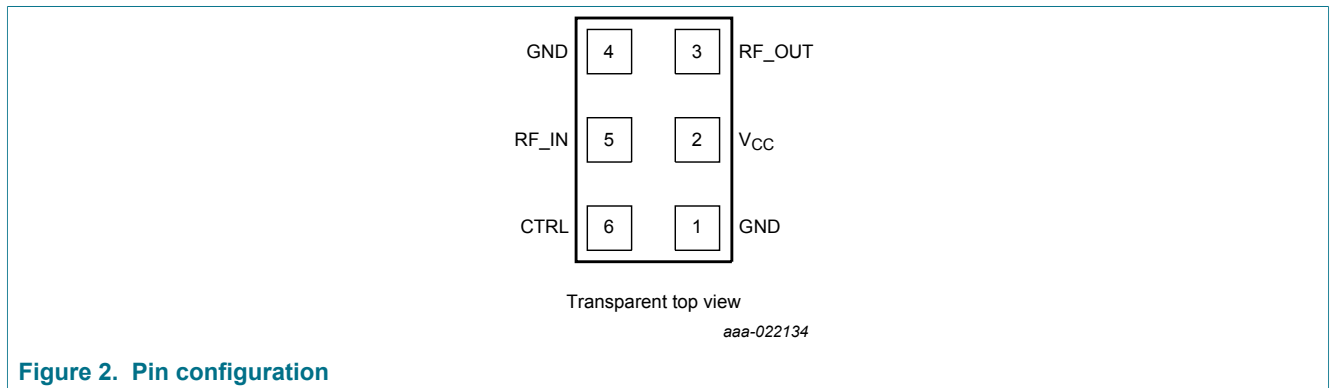 GND 4 3 RF_OUT
RF_IN 5 2 VCC
CTRL 6 1 GND
Transparent top view
aaa-022134
Figure 2. Pin configuration